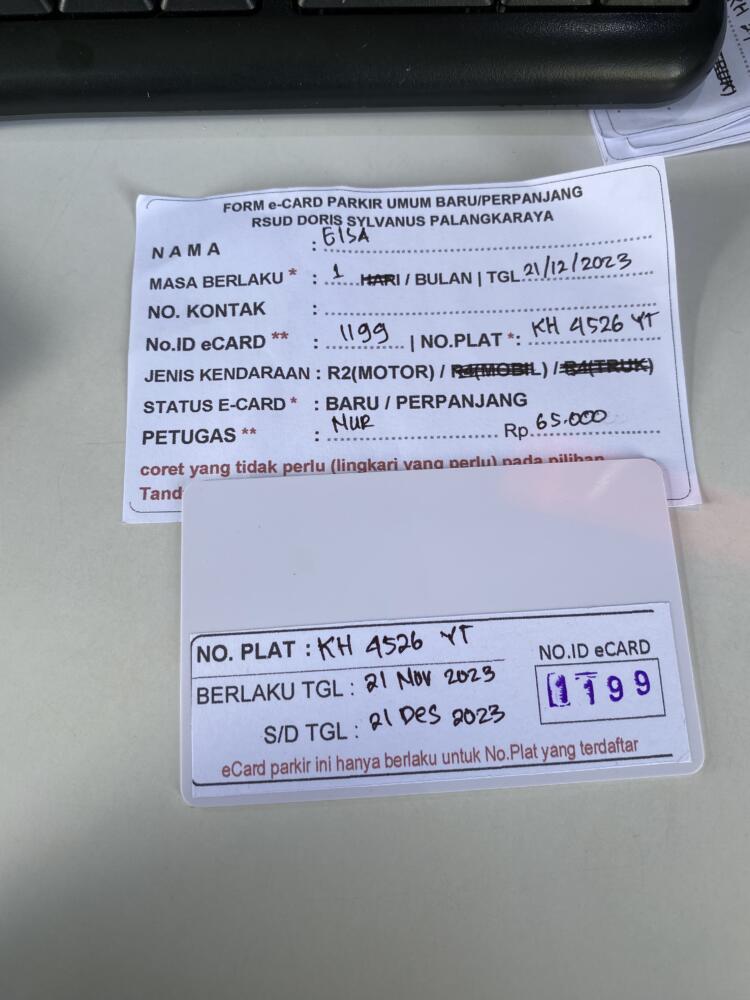 FORM e-CARD PARKIR UMUM BARU/PERPANJANG
RSUD DORIS SYLVANUS PALANGKARAYA
NAMA : EISA
MASA BERLAKU * : 1 HARI / BULAN | TGL 21/12/2023
NO. KONTAK :
No.ID eCARD ** : 1199 | NO.PLAT *: KH 4526 YT
JENIS KENDARAAN : R2(MOTOR) / R4(MOBIL) / R4(TRUK)
STATUS E-CARD * : BARU / PERPANJANG
PETUGAS ** : NUR Rp. 65.000
coret yang tidak perlu (lingkari yang perlu) pada pilihan
Tand
NO. PLAT : KH 4526 YT
BERLAKU TGL : 21 Nov 2023
S/D TGL : 21 Des 2023
NO.ID eCARD
1199
eCard parkir ini hanya berlaku untuk No.Plat yang terdaftar